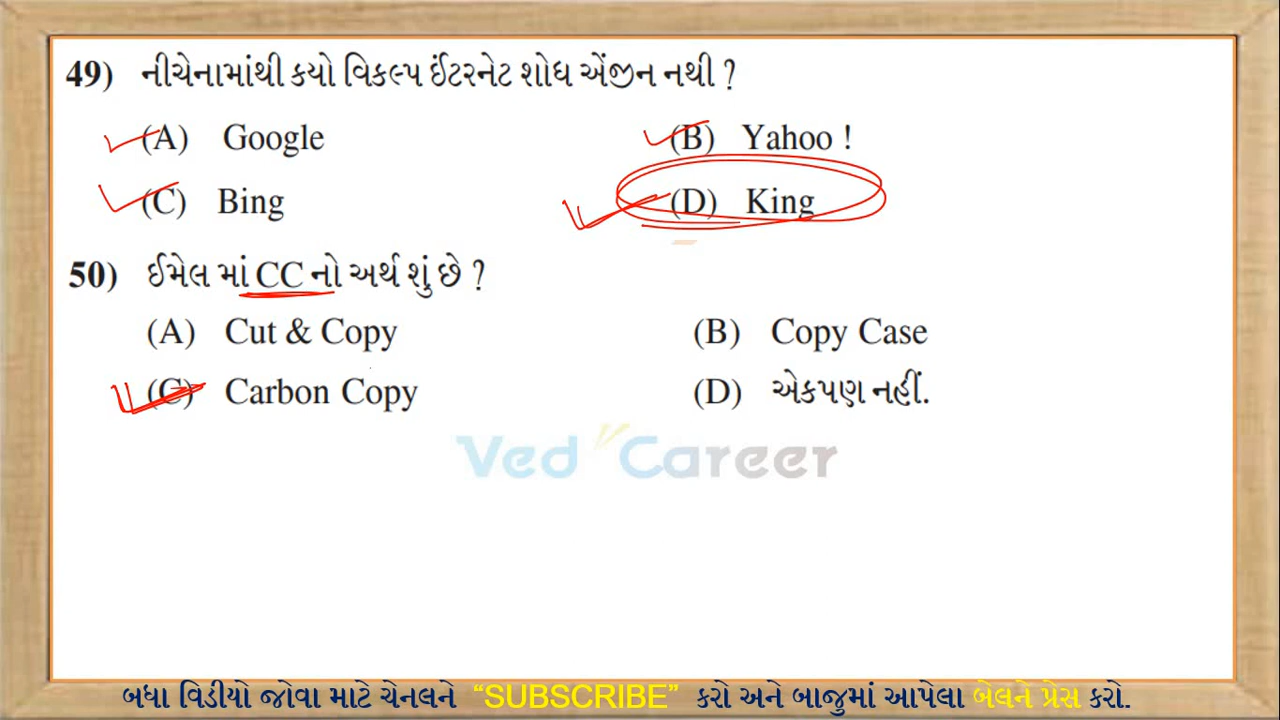 49) નીચેનામાંથી કયો વિકલ્પ ઈંટરનેટ શોધ એંજીન નથી ?
(A) Google (B) Yahoo !
(C) Bing (D) King
50) ઈમેલ માં CC નો અર્થ શું છે ?
(A) Cut & Copy (B) Copy Case
(C) Carbon Copy (D) એકપણ નહીં.
Ved Career
બધા વિડીયો જોવા માટે ચેનલને “SUBSCRIBE” કરો અને બાજુમાં આપેલા બેલને પ્રેસ કરો.